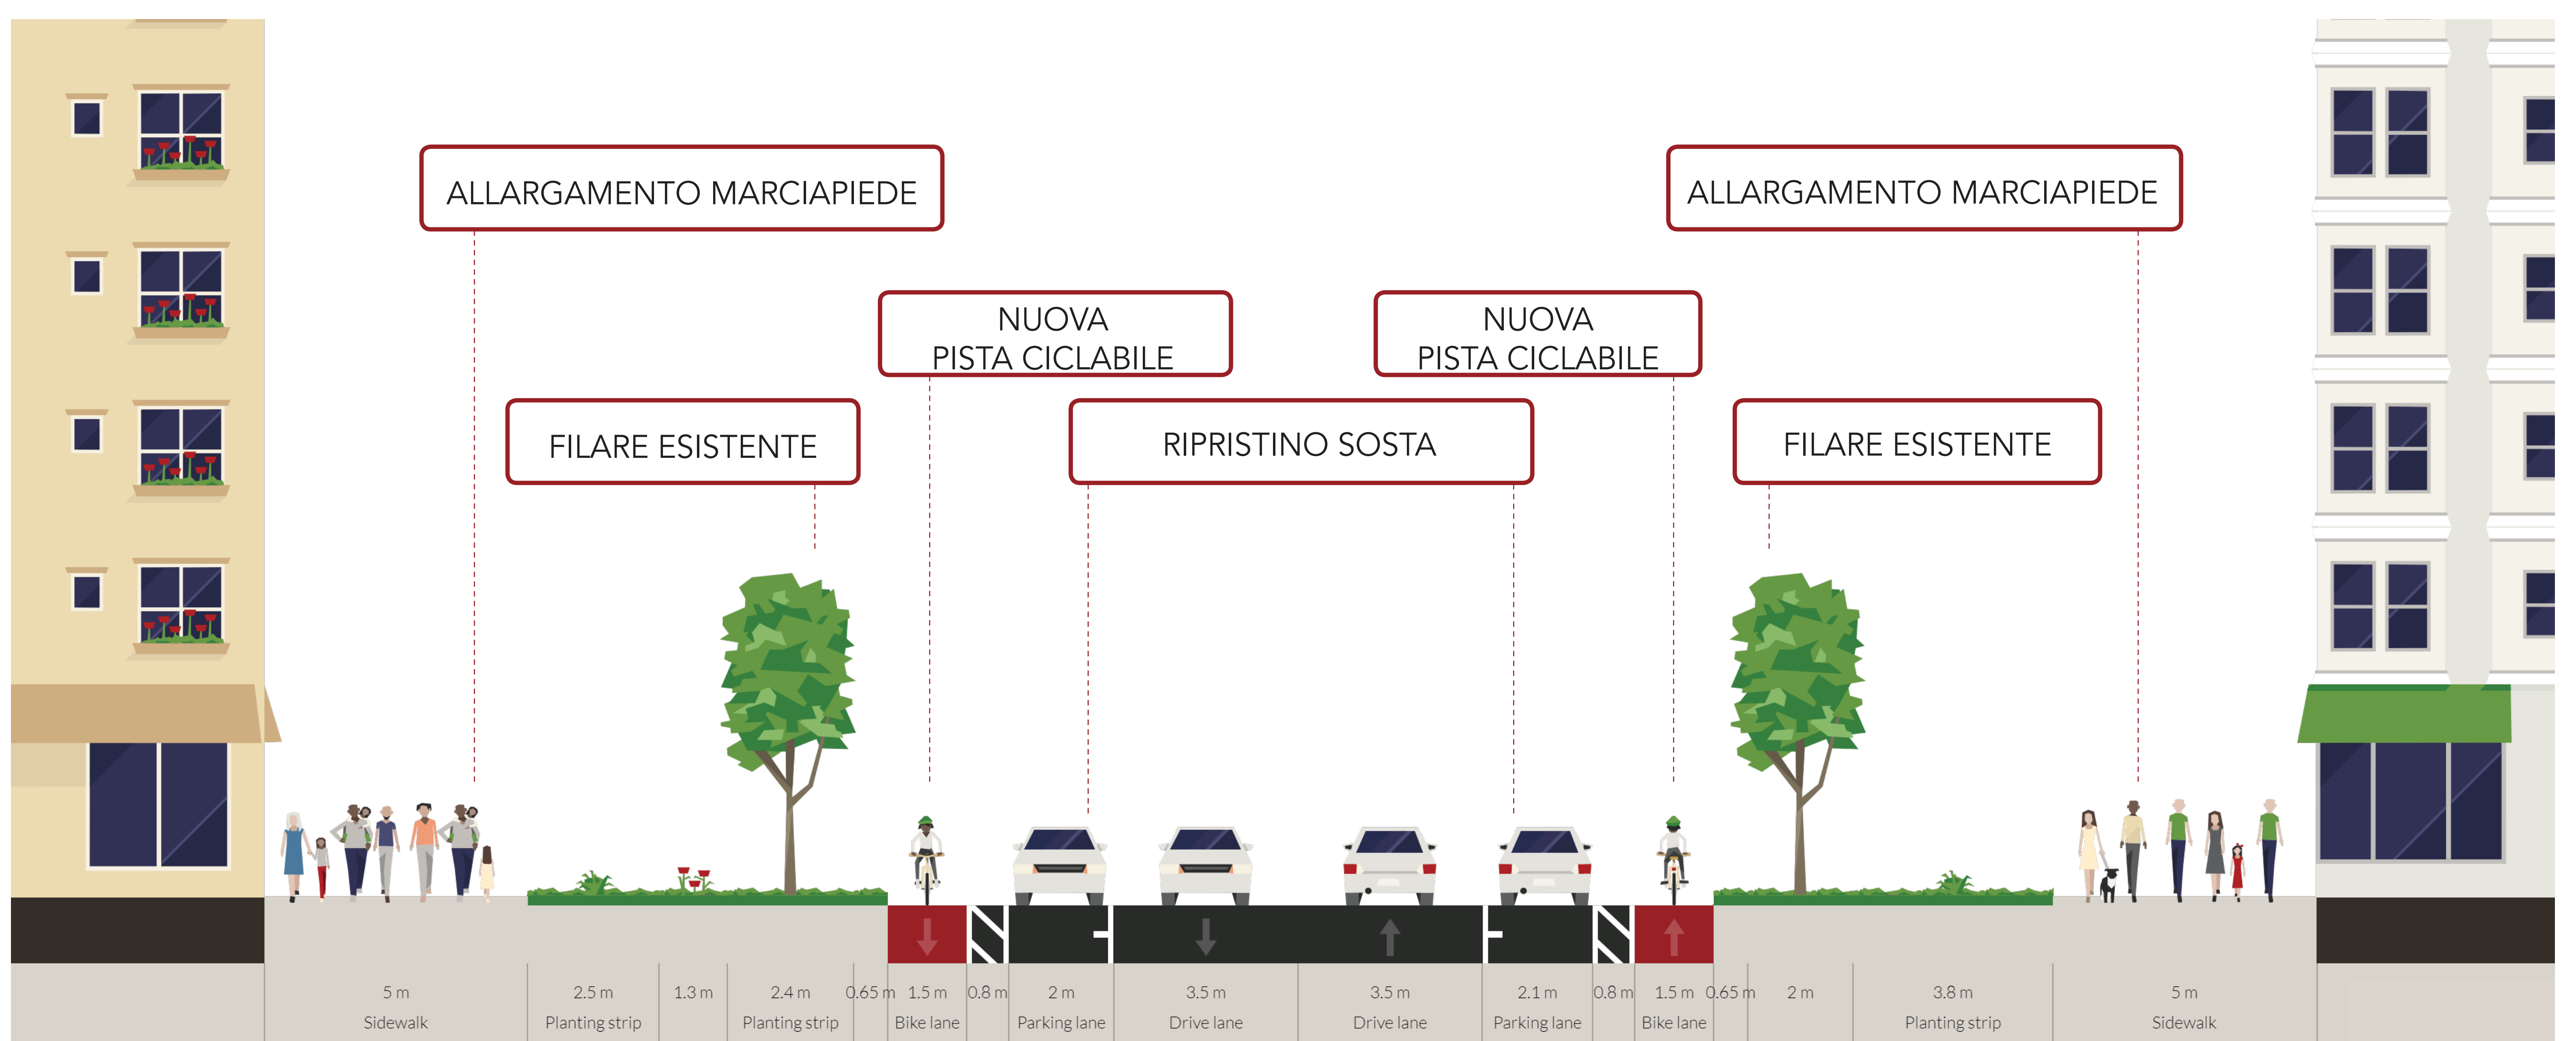 ALLARGAMENTO MARCIAPIEDE
ALLARGAMENTO MARCIAPIEDE
NUOVA
PISTA CICLABILE
NUOVA
PISTA CICLABILE
FILARE ESISTENTE
RIPRISTINO SOSTA
FILARE ESISTENTE
5 m
Sidewalk
2.5 m
Planting strip
1.3 m
2.4 m
Planting strip
0.65 m
1.5 m
Bike lane
0.8 m
2 m
Parking lane
3.5 m
Drive lane
3.5 m
Drive lane
2.1 m
Parking lane
0.8 m
1.5 m
Bike lane
0.65 m
2 m
3.8 m
Planting strip
5 m
Sidewalk